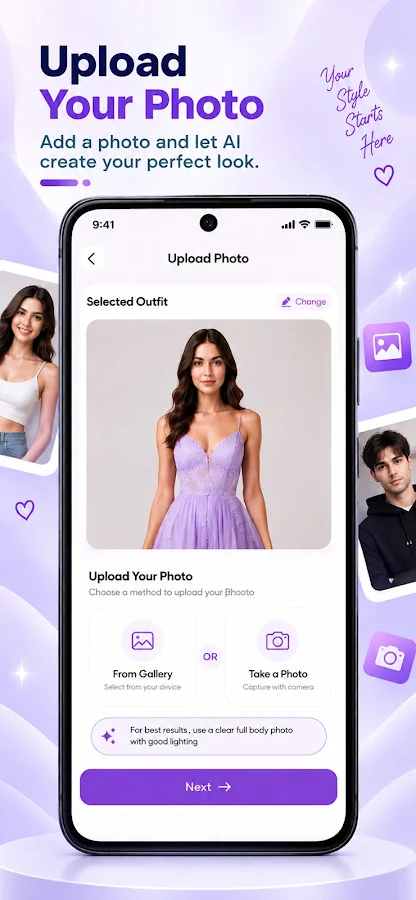 Upload
Your Photo
Add a photo and let AI
create your perfect look.
Your
Style
Starts
Here
9:41
Upload Photo
Selected Outfit
Change
Upload Your Photo
Choose a method to upload your Bhooto
From Gallery
Select from your device
OR
Take a Photo
Capture with camera
For best results, use a clear full body photo
with good lighting
Next →